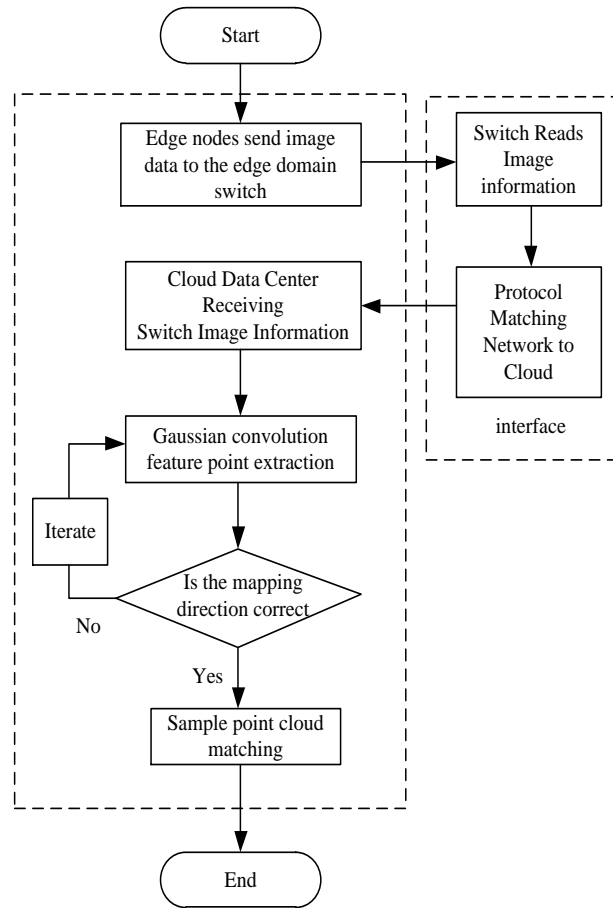 Start
Edge nodes send image
data to the edge domain
switch
Switch Reads
Image
information
Protocol
Matching
Network to
Cloud
interface
Cloud Data Center
Receiving
Switch Image Information
Gaussian convolution
feature point extraction
Iterate
Is the mapping
direction correct
No
Yes
Sample point cloud
matching
End